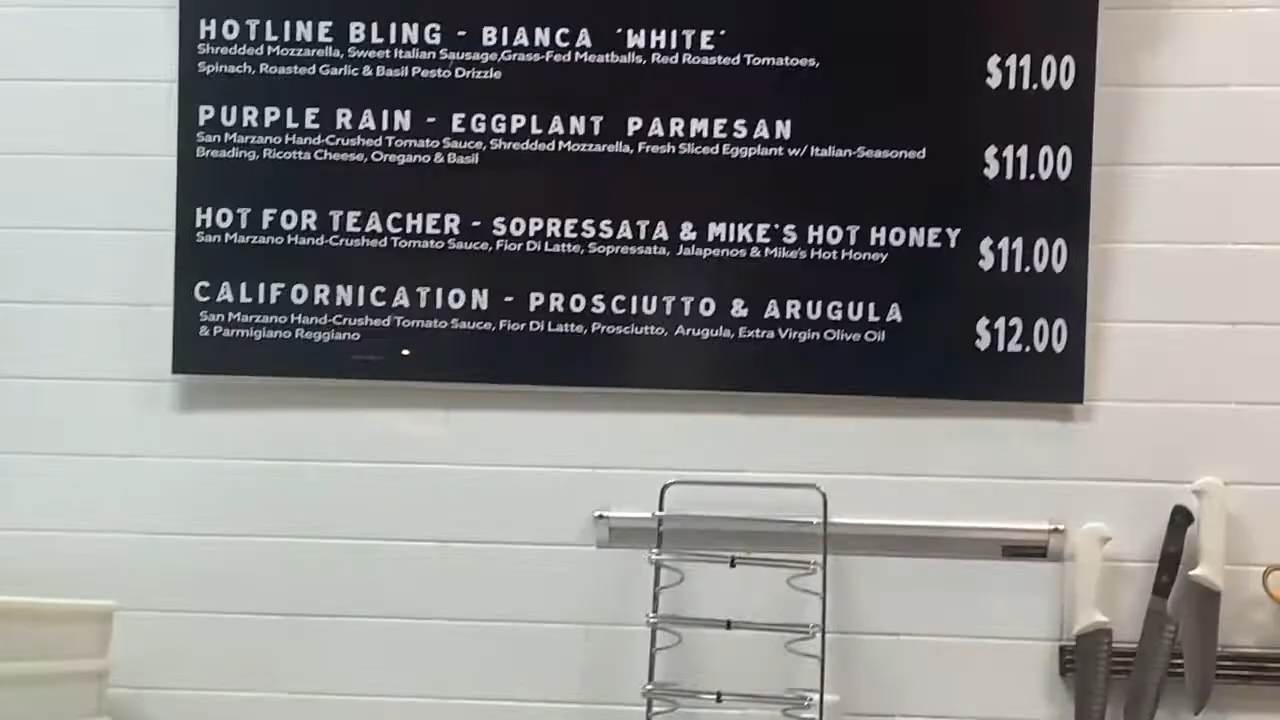 HOTLINE BLING - BIANCA 'WHITE'
Shredded Mozzarella, Sweet Italian Sausage,Grass-Fed Meatballs, Red Roasted Tomatoes,
Spinach, Roasted Garlic & Basil Pesto Drizzle
$11.00
PURPLE RAIN - EGGPLANT PARMESAN
San Marzano Hand-Crushed Tomato Sauce, Shredded Mozzarella, Fresh Sliced Eggplant w/ Italian-Seasoned
Breading, Ricotta Cheese, Oregano & Basil
$11.00
HOT FOR TEACHER - SOPRESSATA & MIKE'S HOT HONEY
San Marzano Hand-Crushed Tomato Sauce, Fior Di Latte, Sopressata, Jalapenos & Mike's Hot Honey
$11.00
CALIFORNICATION - PROSCIUTTO & ARUGULA
San Marzano Hand-Crushed Tomato Sauce, Fior Di Latte, Prosciutto, Arugula, Extra Virgin Olive Oil
& Parmigiano Reggiano
$12.00